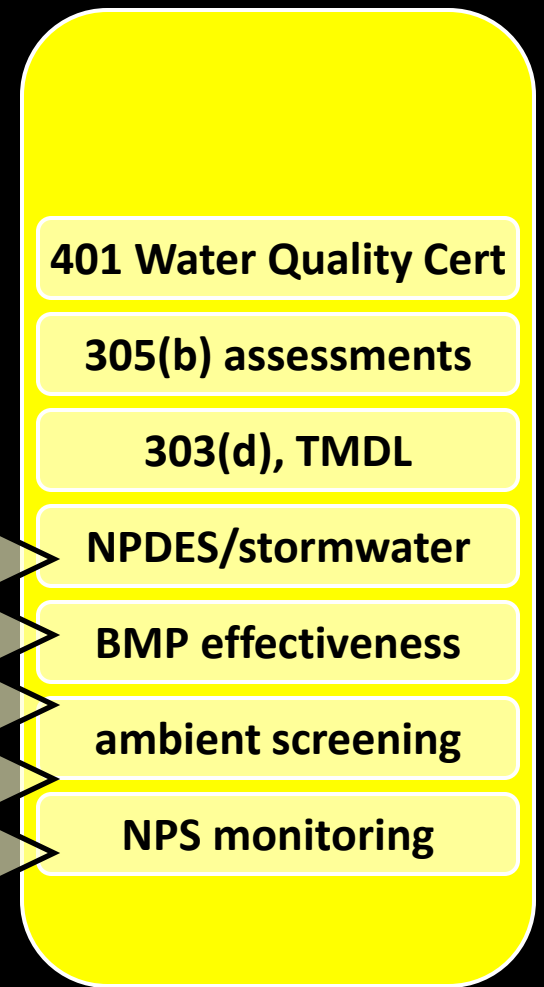 401 Water Quality Cert
305(b) assessments
303(d), TMDL
NPDES/stormwater
BMP effectiveness
ambient screening
NPS monitoring